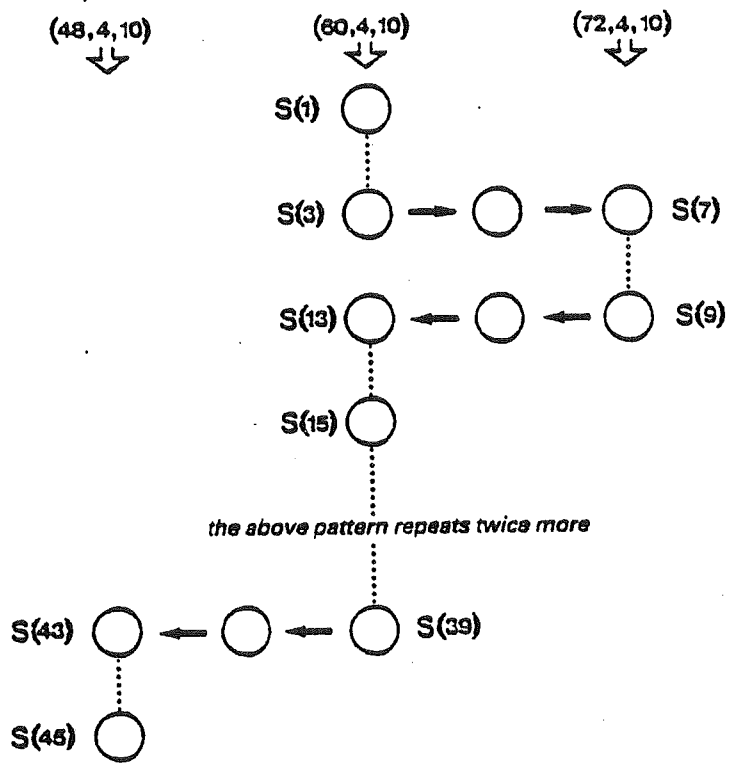 (48,4,10) (60,4,10) (72,4,10)
S(1)
S(3) S(7)
S(13) S(9)
S(15)
the above pattern repeats twice more
S(43) S(39)
S(45)